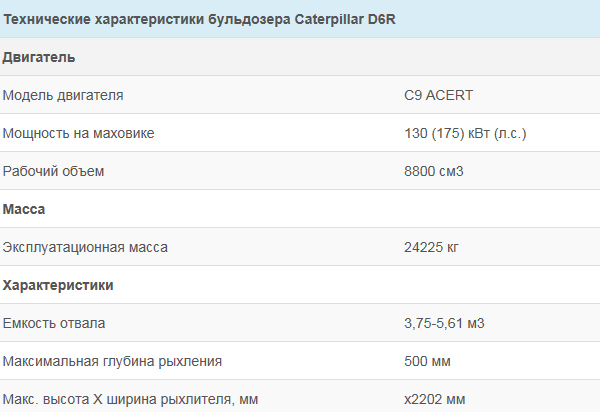 Технические характеристики бульдозера Caterpillar D6R
Двигатель
Модель двигателя C9 ACERT
Мощность на маховике 130 (175) кВт (л.с.)
Рабочий объем 8800 см3
Масса
Эксплуатационная масса 24225 кг
Характеристики
Емкость отвала 3,75-5,61 м3
Максимальная глубина рыхления 500 мм
Макс. высота X ширина рыхлителя, мм x2202 мм